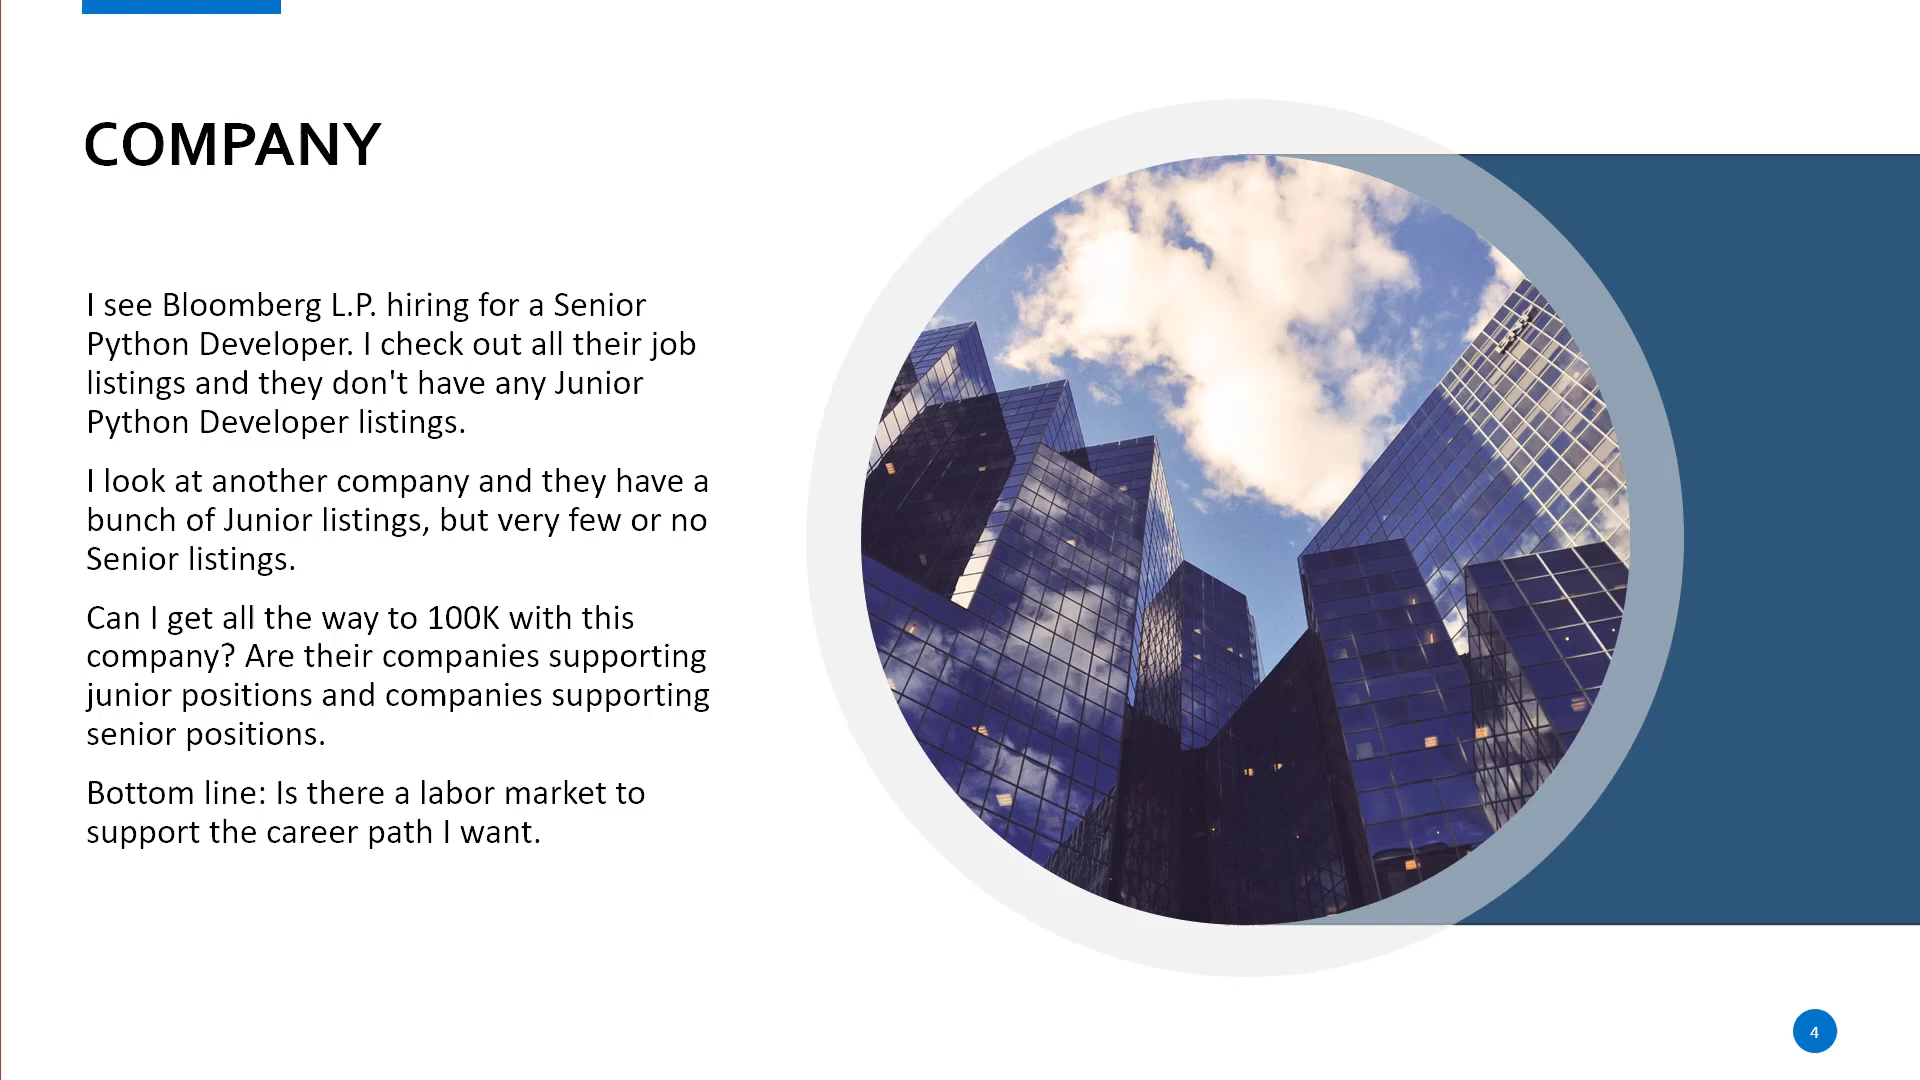 COMPANY
I see Bloomberg L.P. hiring for a Senior
Python Developer. I check out all their job
listings and they don't have any Junior
Python Developer listings.
I look at another company and they have a
bunch of Junior listings, but very few or no
Senior listings.
Can I get all the way to 100K with this
company? Are their companies supporting
junior positions and companies supporting
senior positions.
Bottom line: Is there a labor market to
support the career path I want.
4